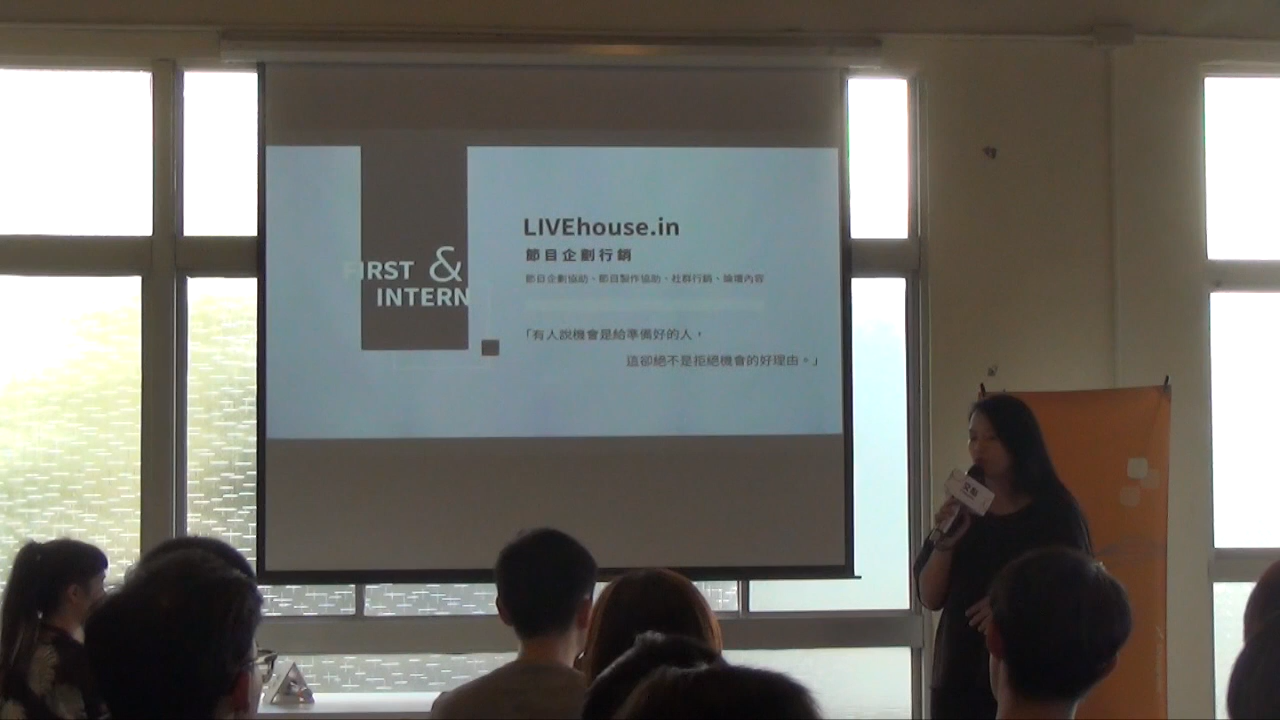 FIRST &
INTERN
LIVEhouse.in
節目企劃行銷
節目企劃協助、節目製作協助、社群行銷、論壇內容
「有人說機會是給準備好的人，
這卻絕不是拒絕機會的好理由。」